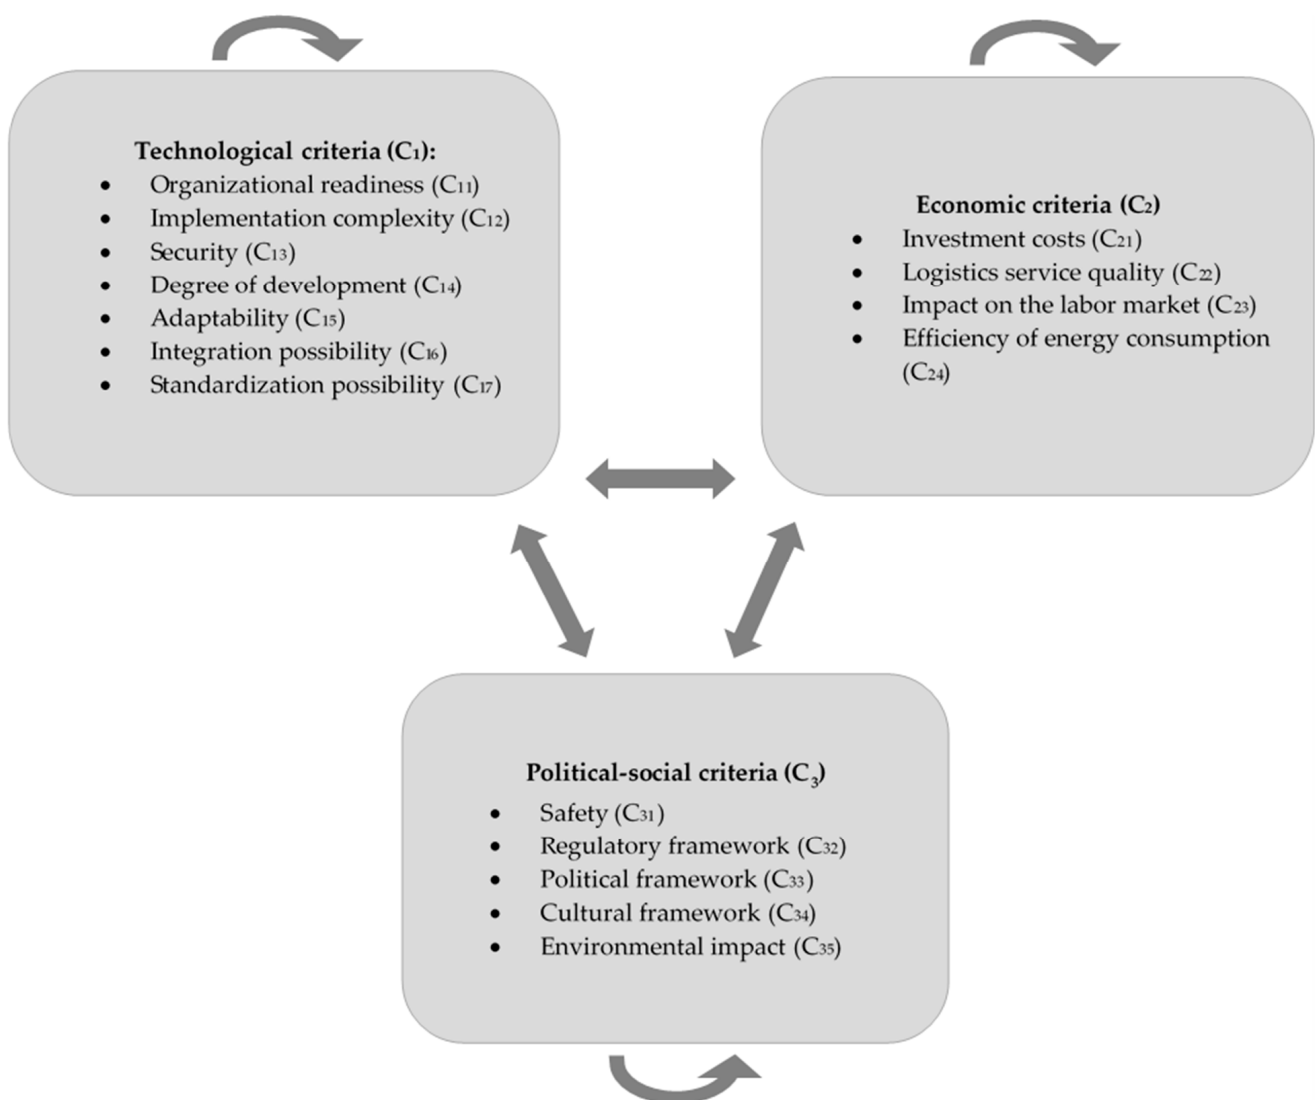 Technological criteria (C₁):
• Organizational readiness (C₁₁)
• Implementation complexity (C₁₂)
• Security (C₁₃)
• Degree of development (C₁₄)
• Adaptability (C₁₅)
• Integration possibility (C₁₆)
• Standardization possibility (C₁₇)
Economic criteria (C₂)
• Investment costs (C₂₁)
• Logistics service quality (C₂₂)
• Impact on the labor market (C₂₃)
• Efficiency of energy consumption
(C₂₄)
Political-social criteria (C₃)
• Safety (C₃₁)
• Regulatory framework (C₃₂)
• Political framework (C₃₃)
• Cultural framework (C₃₄)
• Environmental impact (C₃₅)